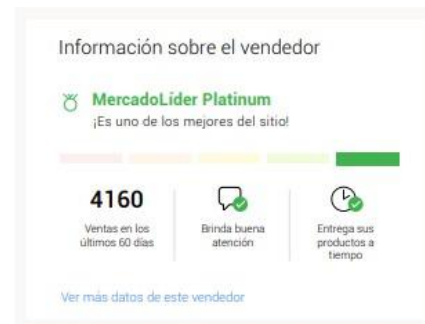 Información sobre el vendedor
MercadoLíder Platinum
¡Es uno de los mejores del sitio!
4160
Ventas en los
últimos 60 días
Brinda buena
atención
Entrega sus
productos a
tiempo
Ver más datos de este vendedor